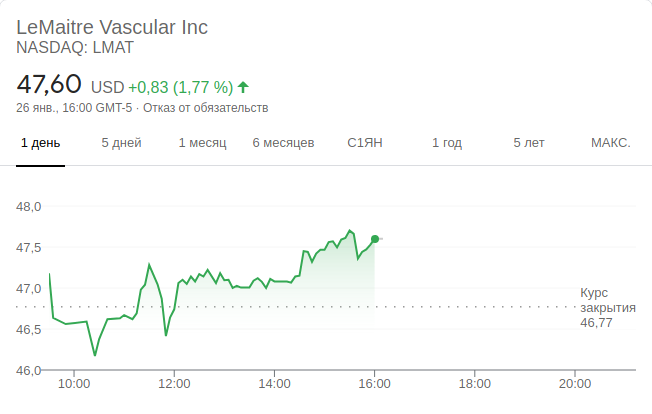 LeMaitre Vascular Inc
NASDAQ: LMAT
47,60 USD +0,83 (1,77 %)
26 янв., 16:00 GMT-5 · Отказ от обязательств
1 день 5 дней 1 месяц 6 месяцев С1ЯН 1 год 5 лет МАКС.
48,0
47,5
47,0
46,5
46,0
Курс
закрытия
46,77
10:00 12:00 14:00 16:00 18:00 20:00